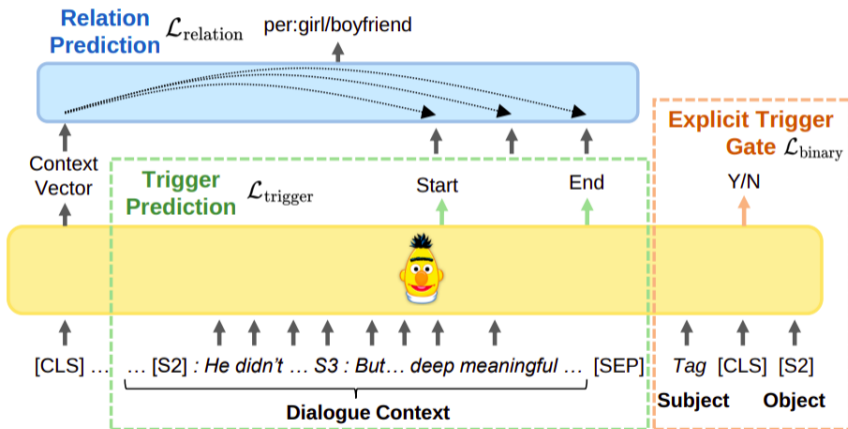 Relation Prediction ℒrelation per:girl/boyfriend
Context Vector
Trigger Prediction ℒtrigger Start End
Explicit Trigger Gate ℒbinary
Y/N
[CLS] … … [S2] : He didn't … S3 : But… deep meaningful … [SEP] Tag [CLS] [S2]
Dialogue Context
Subject Object